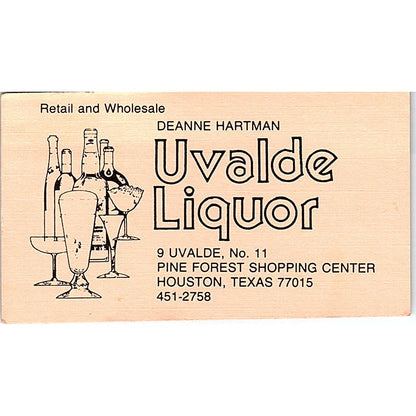 Retail and Wholesale
DEANNE HARTMAN
Uvalde
Liquor
9 UVALDE, No. 11
PINE FOREST SHOPPING CENTER
HOUSTON, TEXAS 77015
451-2758